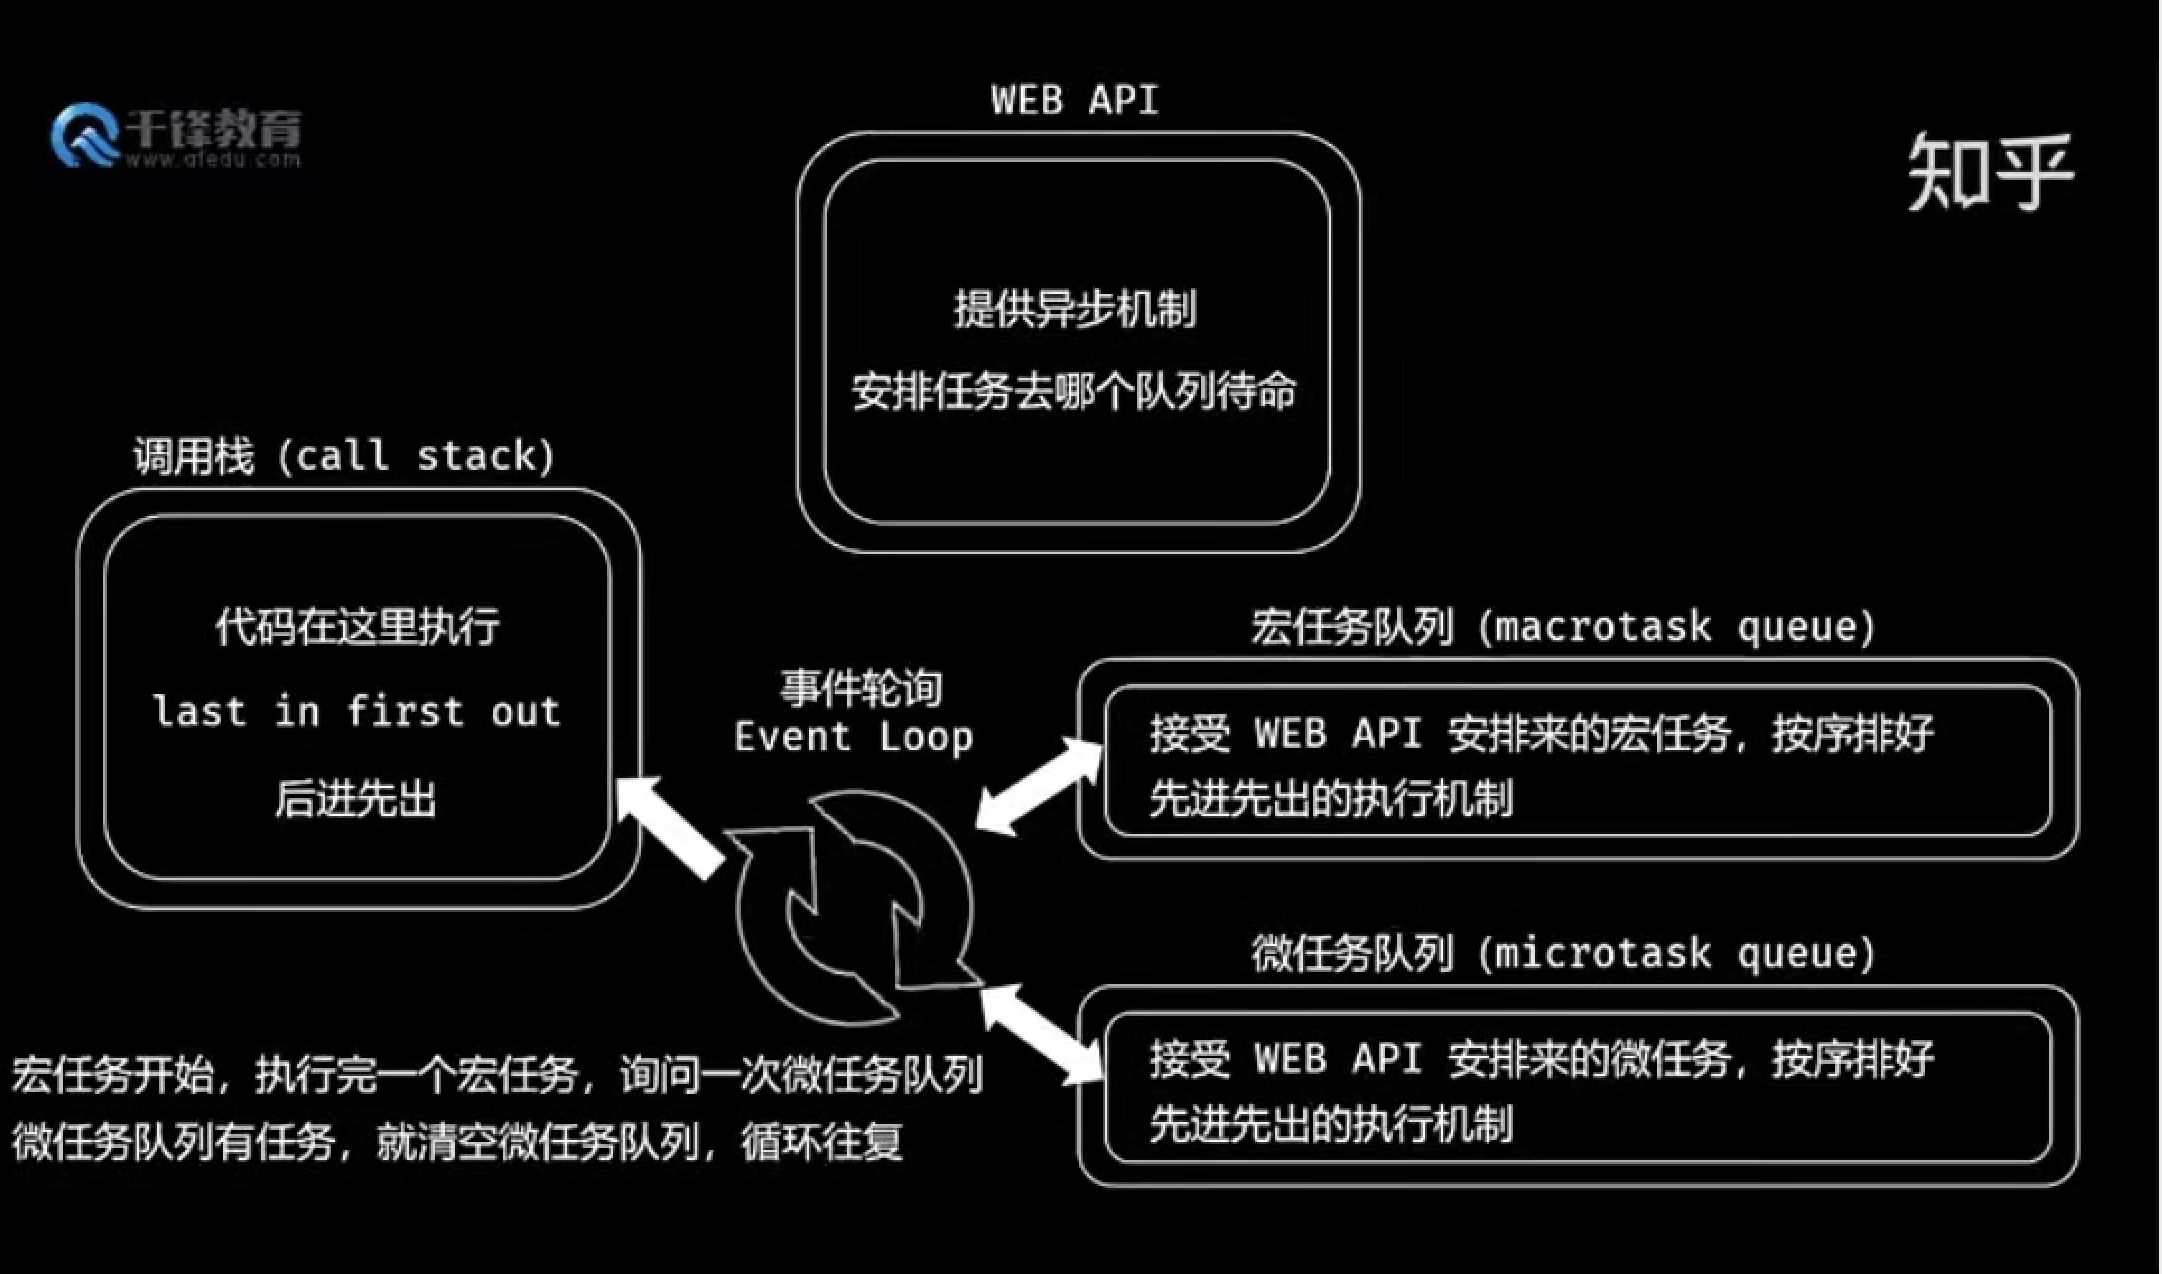 WEB API
千锋教育
www.qfedu.com
知乎
提供异步机制
安排任务去哪个队列待命
调用栈 (call stack)
代码在这里执行
last in first out
后进先出
事件轮询
Event Loop
宏任务队列 (macrotask queue)
接受 WEB API 安排来的宏任务，按序排好
先进先出的执行机制
微任务队列 (microtask queue)
接受 WEB API 安排来的微任务，按序排好
先进先出的执行机制
宏任务开始，执行完一个宏任务，询问一次微任务队列
微任务队列有任务，就清空微任务队列，循环往复